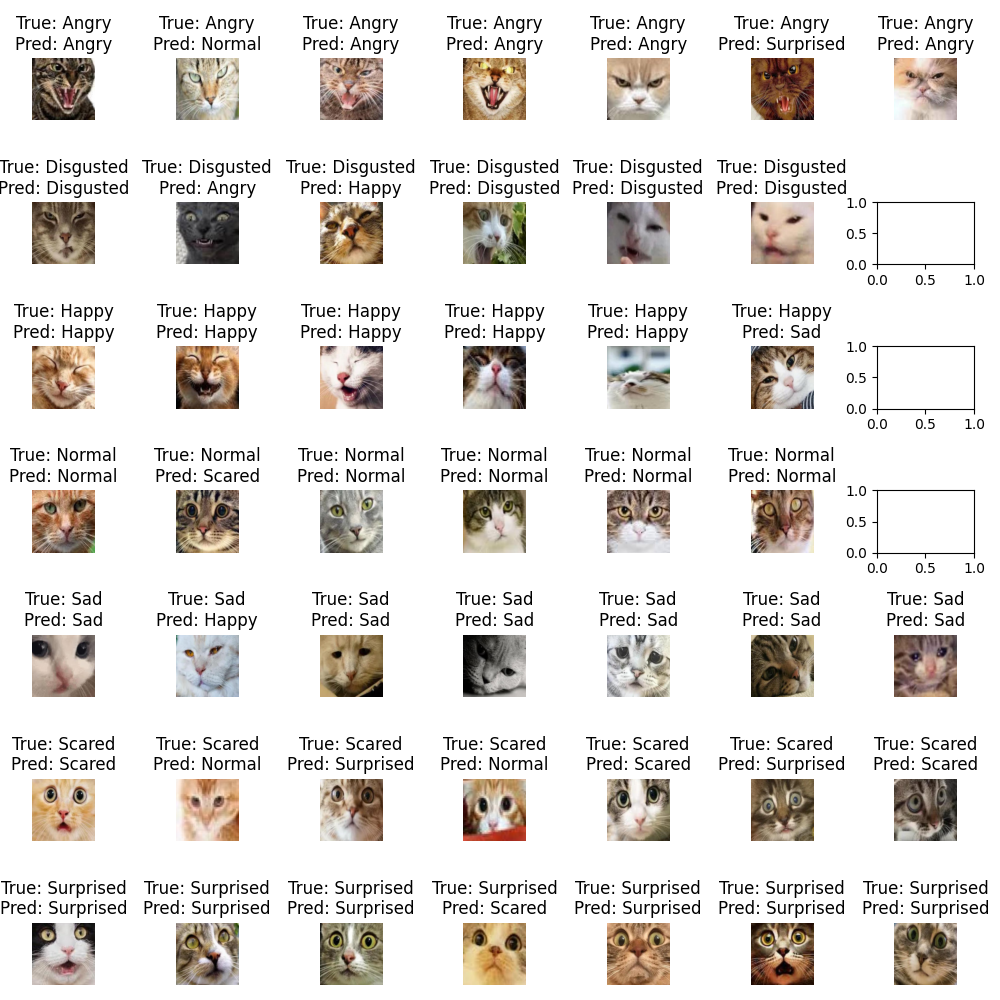 True: Angry True: Angry True: Angry True: Angry True: Angry True: Angry True: Angry
Pred: Angry Pred: Normal Pred: Angry Pred: Angry Pred: Angry Pred: Surprised Pred: Angry
True: Disgusted True: Disgusted True: Disgusted True: Disgusted True: Disgusted True: Disgusted
Pred: Disgusted Pred: Angry Pred: Happy Pred: Disgusted Pred: Disgusted Pred: Disgusted
1.0
0.5
0.0
0.0 0.5 1.0
True: Happy True: Happy True: Happy True: Happy True: Happy True: Happy
Pred: Happy Pred: Happy Pred: Happy Pred: Happy Pred: Happy Pred: Sad
1.0
0.5
0.0
0.0 0.5 1.0
True: Normal True: Normal True: Normal True: Normal True: Normal True: Normal
Pred: Normal Pred: Scared Pred: Normal Pred: Normal Pred: Normal Pred: Normal
1.0
0.5
0.0
0.0 0.5 1.0
True: Sad True: Sad True: Sad True: Sad True: Sad True: Sad True: Sad
Pred: Sad Pred: Happy Pred: Sad Pred: Sad Pred: Sad Pred: Sad Pred: Sad
True: Scared True: Scared True: Scared True: Scared True: Scared True: Scared True: Scared
Pred: Scared Pred: Normal Pred: Surprised Pred: Normal Pred: Scared Pred: Surprised Pred: Scared
True: Surprised True: Surprised True: Surprised True: Surprised True: Surprised True: Surprised True: Surprised
Pred: Surprised Pred: Surprised Pred: Surprised Pred: Scared Pred: Surprised Pred: Surprised Pred: Surprised